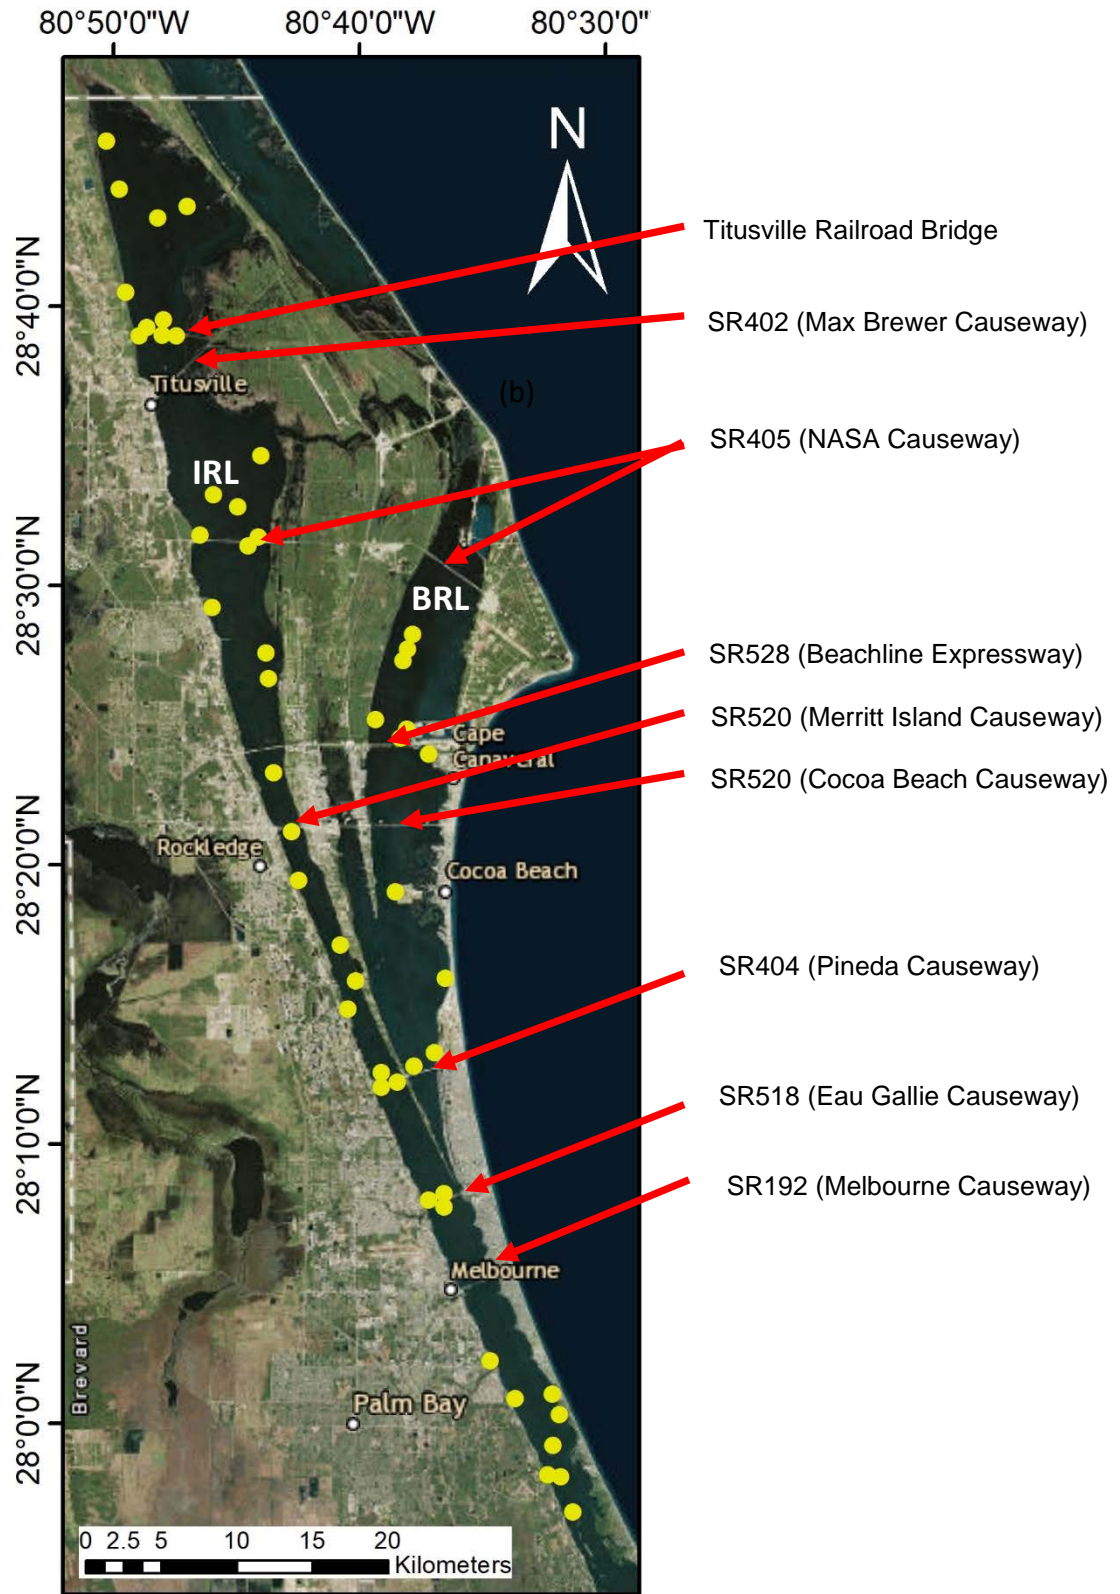 80°50'0"W 80°40'0"W 80°30'0"W
N
Titusville Railroad Bridge
28°40'0"N
SR402 (Max Brewer Causeway)
Titusville
(b)
SR405 (NASA Causeway)
IRL
28°30'0"N
BRL
SR528 (Beachline Expressway)
SR520 (Merritt Island Causeway)
Cape
Canaveral
SR520 (Cocoa Beach Causeway)
28°20'0"N
Rockledge
Cocoa Beach
SR404 (Pineda Causeway)
28°10'0"N
SR518 (Eau Gallie Causeway)
SR192 (Melbourne Causeway)
Melbourne
Brevard
Palm Bay
28°0'0"N
0 2.5 5 10 15 20
Kilometers